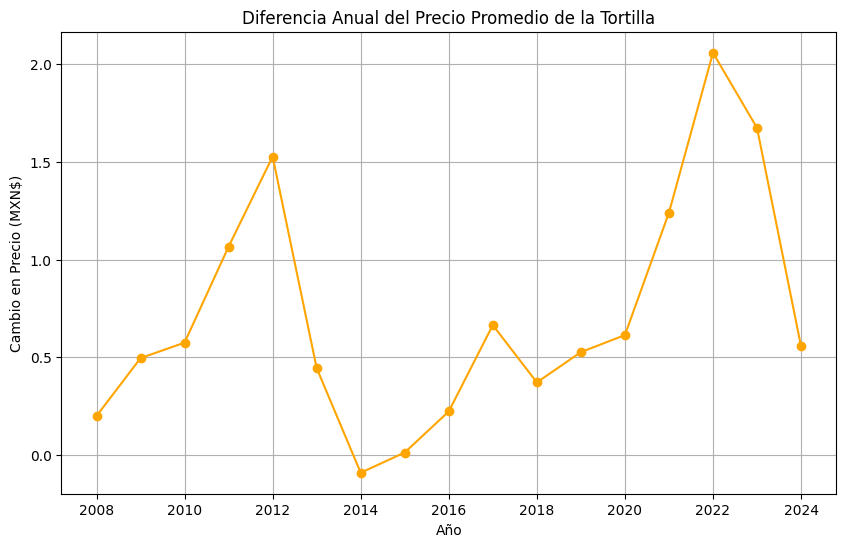 Diferencia Anual del Precio Promedio de la Tortilla
Cambio en Precio (MXN$)
2.0
1.5
1.0
0.5
0.0
2008 2010 2012 2014 2016 2018 2020 2022 2024
Año